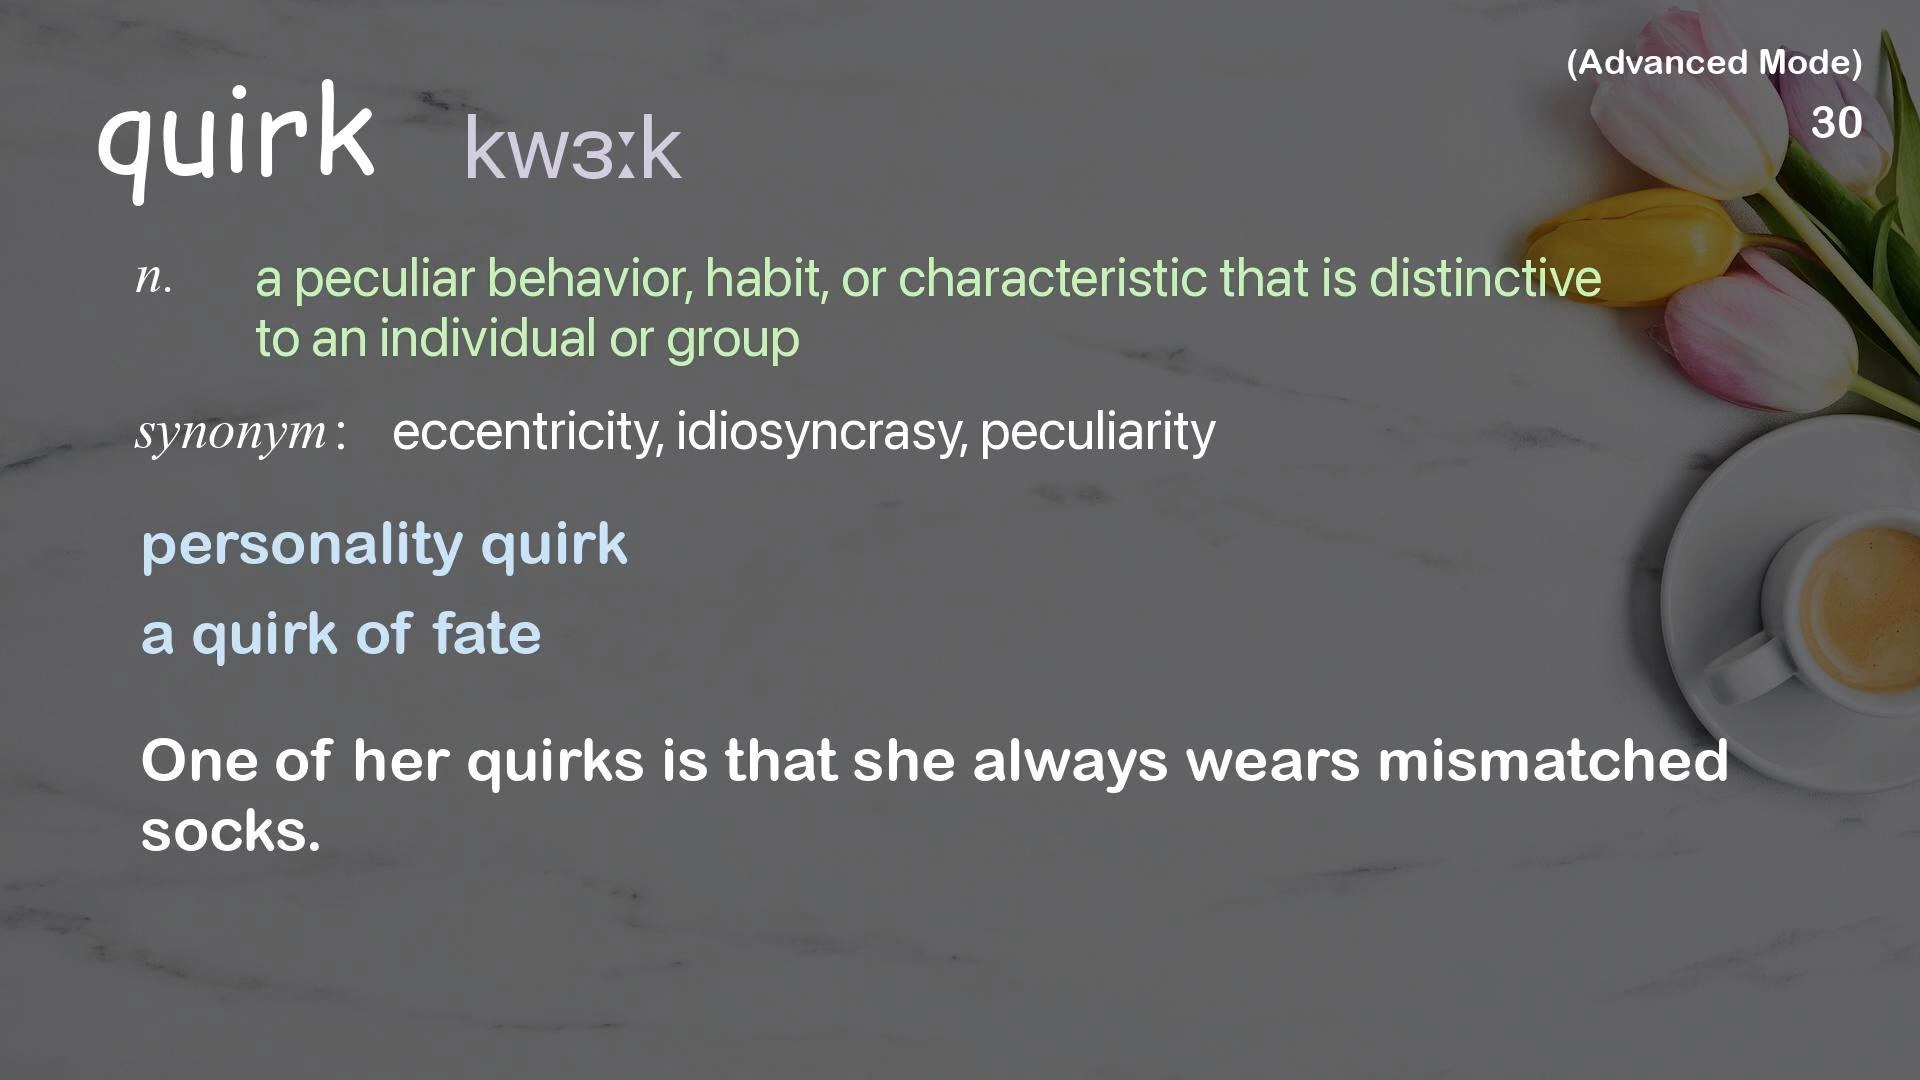 (Advanced Mode)
30
quirk kwɜːk
n. a peculiar behavior, habit, or characteristic that is distinctive
to an individual or group
synonym: eccentricity, idiosyncrasy, peculiarity
personality quirk
a quirk of fate
One of her quirks is that she always wears mismatched
socks.